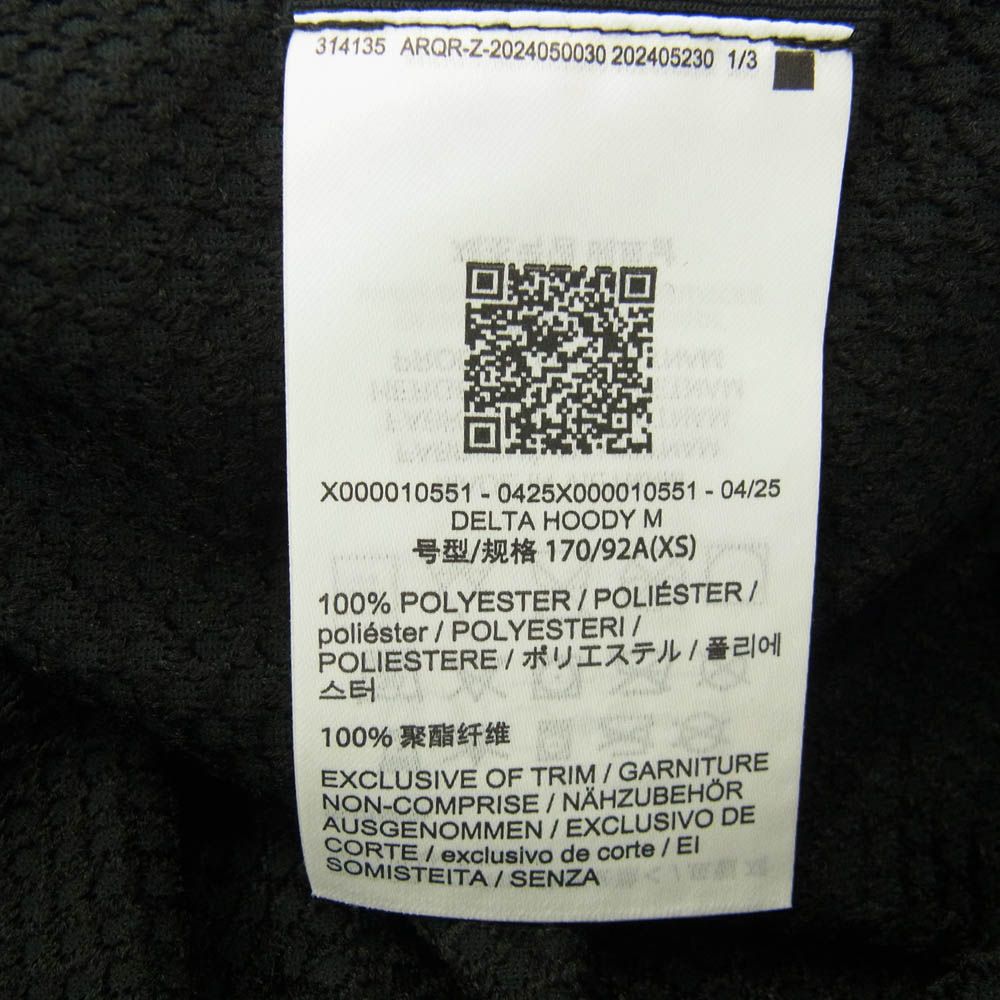 314135 ARQR-Z-2024050030 202405230 1/3
X000010551 - 0425X000010551 - 04/25
DELTA HOODY M
号型/规格 170/92A(XS)
100% POLYESTER / POLIÉSTER /
poliéster / POLYESTERI /
POLIESTERE / ポリエステル / 폴리에
스터
100% 聚酯纤维
EXCLUSIVE OF TRIM / GARNITURE
NON-COMPRISE / NÄHZUBEHÖR
AUSGENOMMEN / EXCLUSIVO DE
CORTE / exclusivo de corte / EI
SOMISTEITA / SENZA